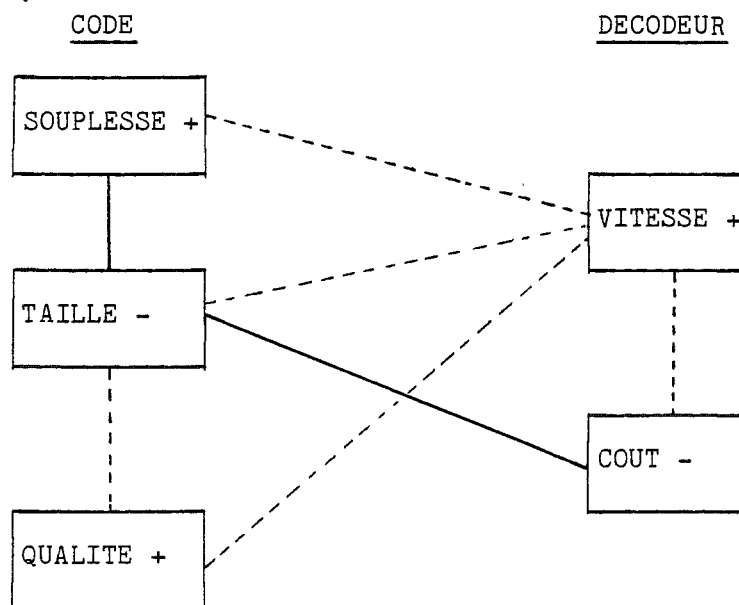 CODE
DECODEUR
SOUPLESSE +
VITESSE +
TAILLE -
COUT -
QUALITE +